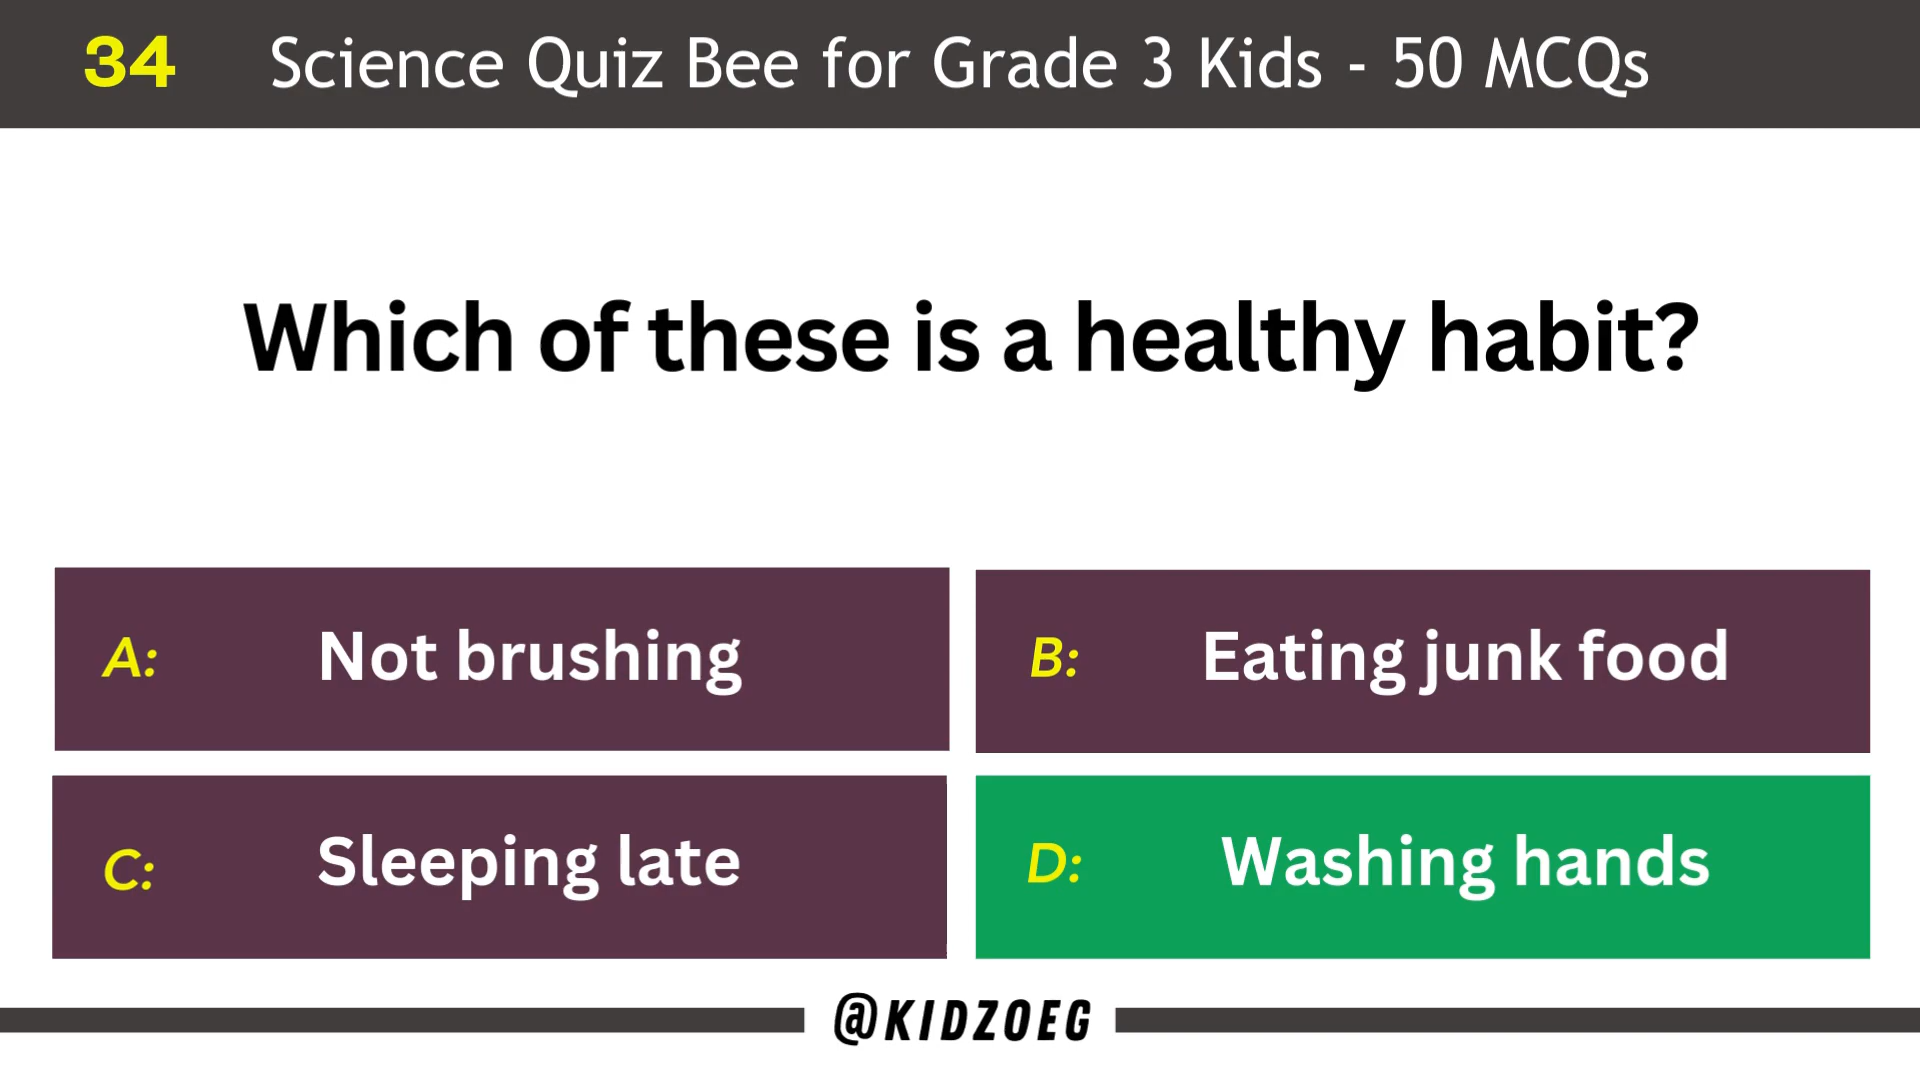 34 Science Quiz Bee for Grade 3 Kids - 50 MCQs
Which of these is a healthy habit?
A: Not brushing
B: Eating junk food
C: Sleeping late
D: Washing hands
@KIDZOEG